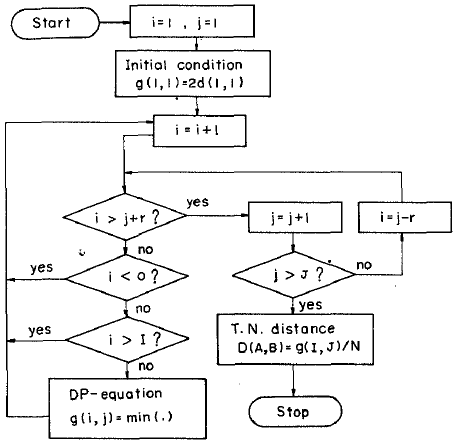 Start
i=1 , j=1
Initial condition
g(1,1)=2d(1,1)
i=i+1
i > j+r ?
yes
no
j=j+1
i=j-r
i < o ?
yes
no
j > J ?
no
yes
i > I ?
yes
no
T. N. distance
D(A,B)=g(I,J)/N
DP-equation
g(i,j)=min(.)
Stop